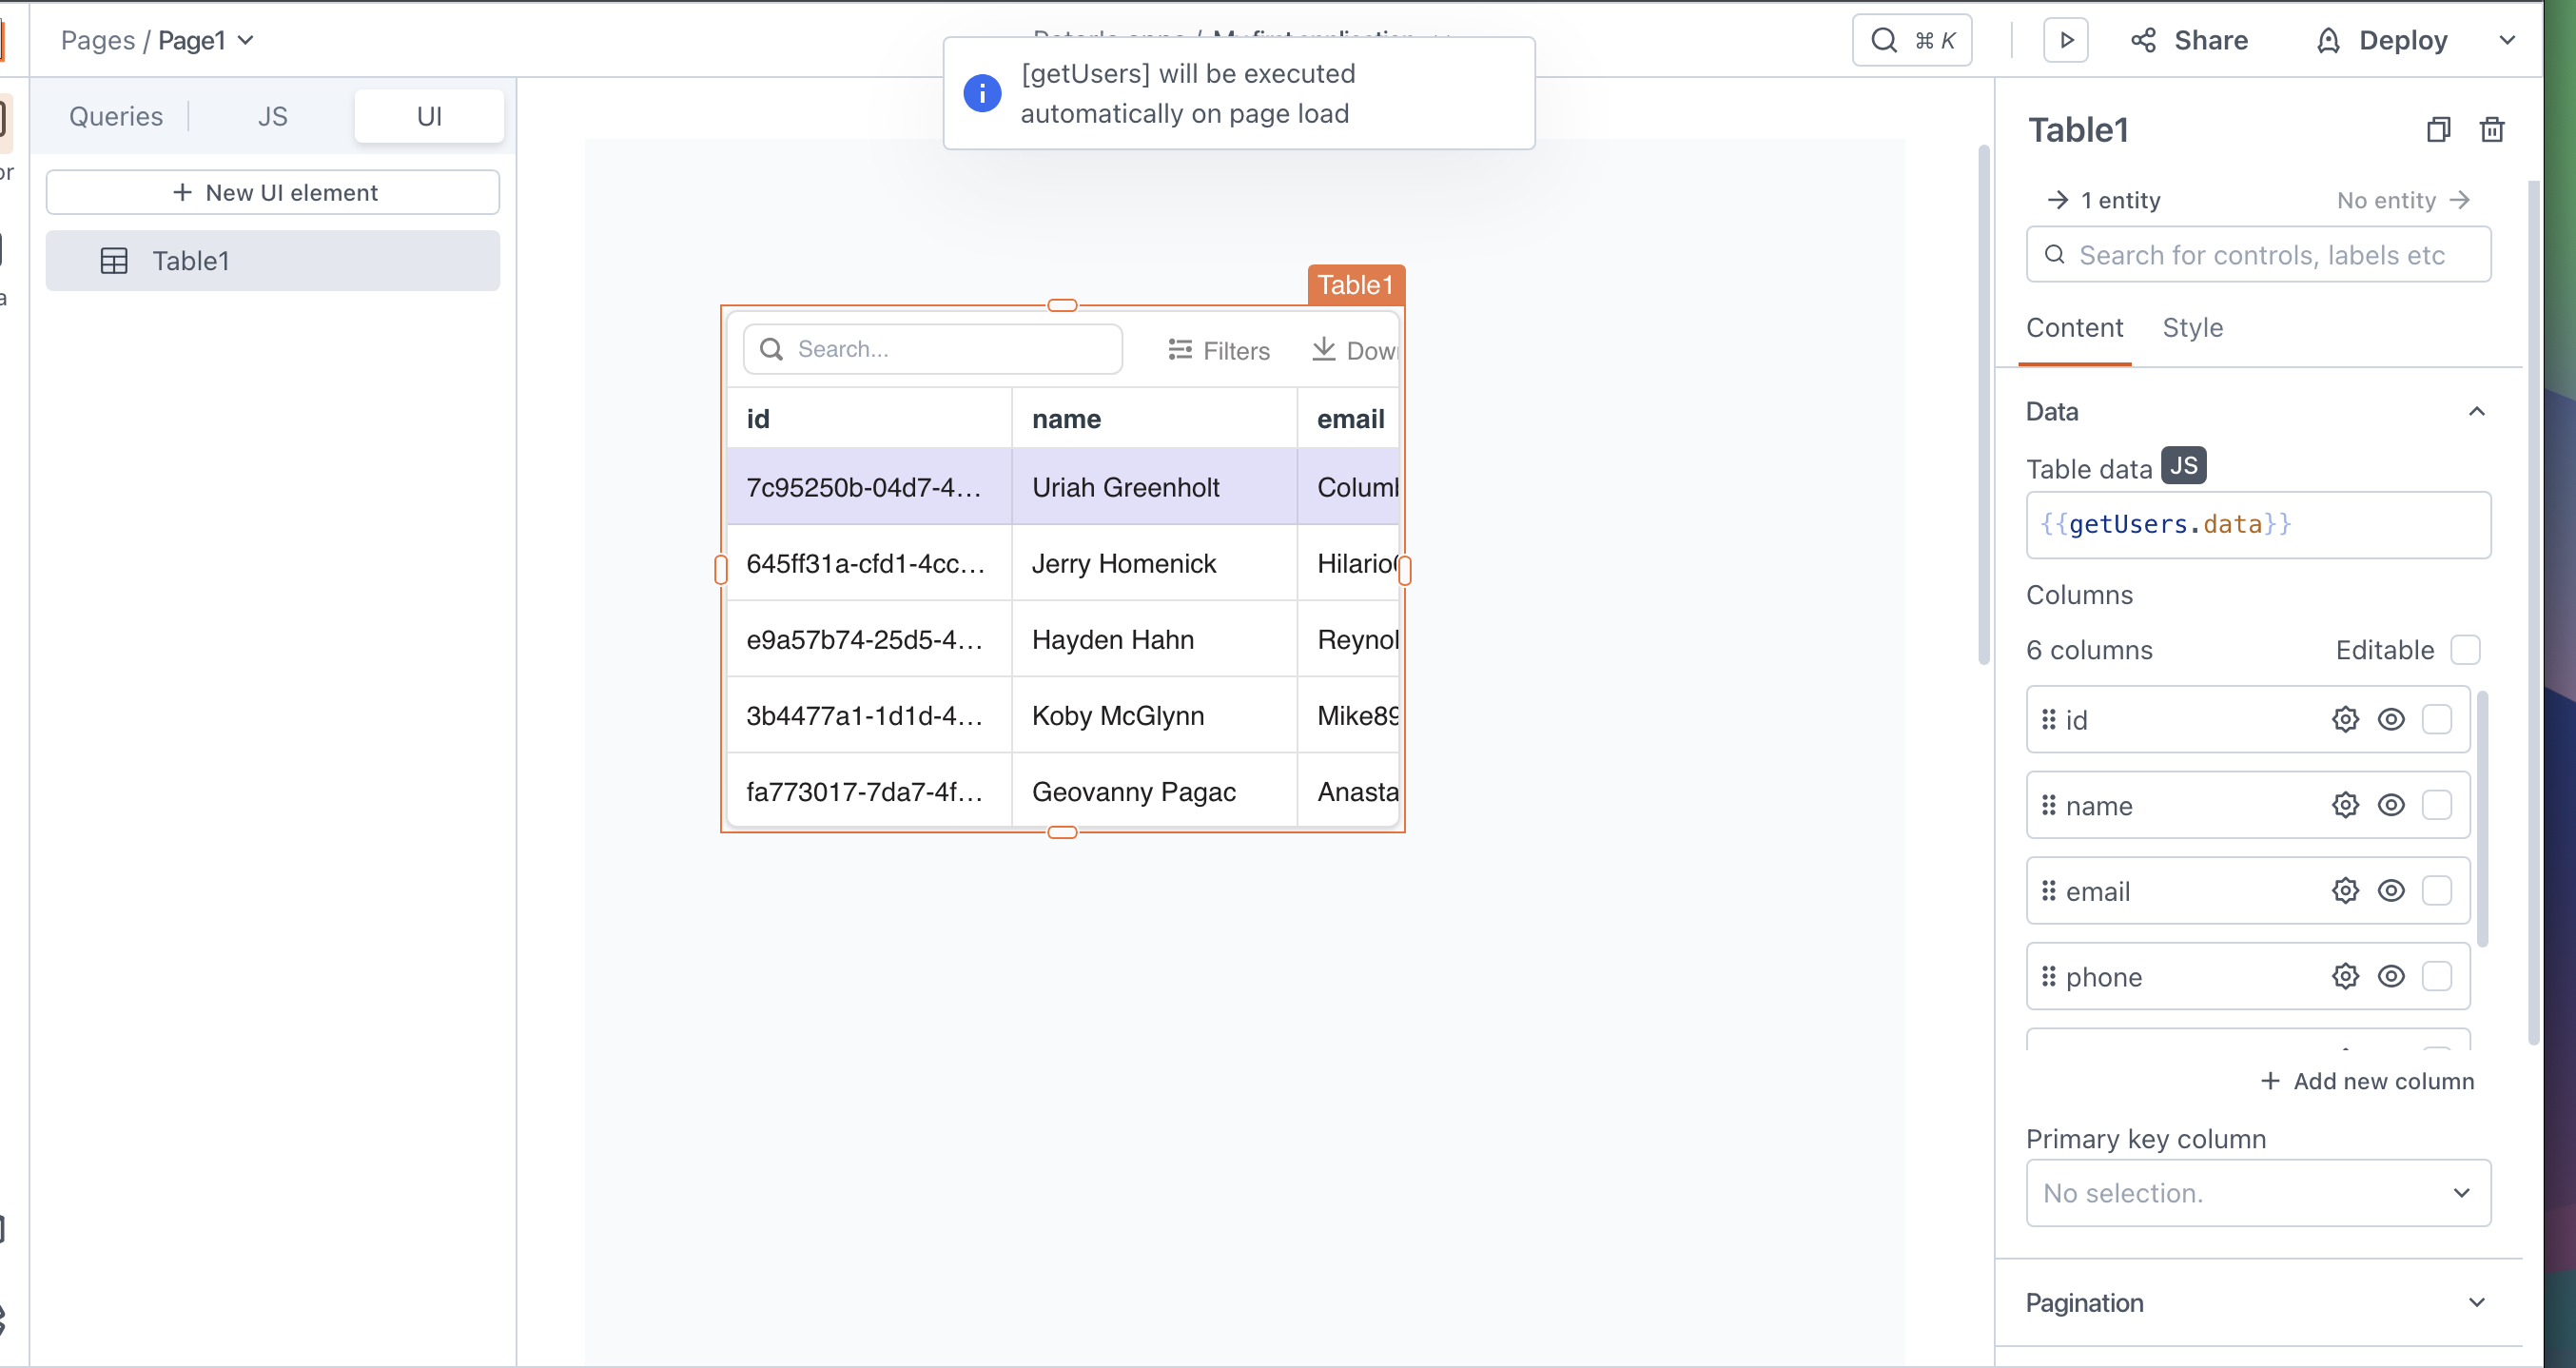 Pages / Page1
My first application
⌘ K
Share
Deploy
[getUsers] will be executed
automatically on page load
Queries
JS
UI
+ New UI element
Table1
Table1
Search...
Filters
id
name
email
7c95250b-04d7-4...
Uriah Greenholt
645ff31a-cfd1-4cc...
Jerry Homenick
e9a57b74-25d5-4...
Hayden Hahn
Reynol
3b4477a1-1d1d-4...
Koby McGlynn
Mike89
fa773017-7da7-4f...
Geovanny Pagac
Anasta
Table1
1 entity
No entity
Search for controls, labels etc
Content
Style
Data
Table data JS
{{getUsers.data}}
Columns
6 columns
Editable
id
name
email
phone
+ Add new column
Primary key column
No selection.
Pagination